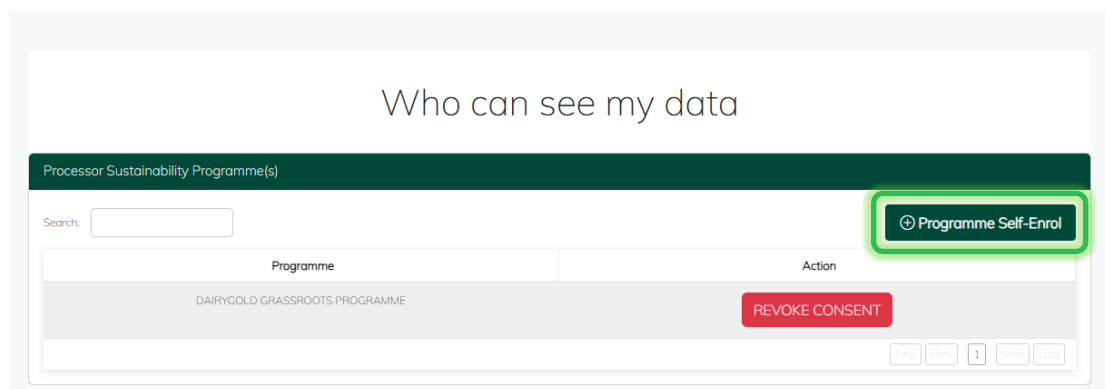 Who can see my data
Processor Sustainability Programme(s)
Search:
Programme Self-Enrol
Programme Action
DAIRYGOLD GRASSROOTS PROGRAMME REVOKE CONSENT
First Prev 1 Next Last